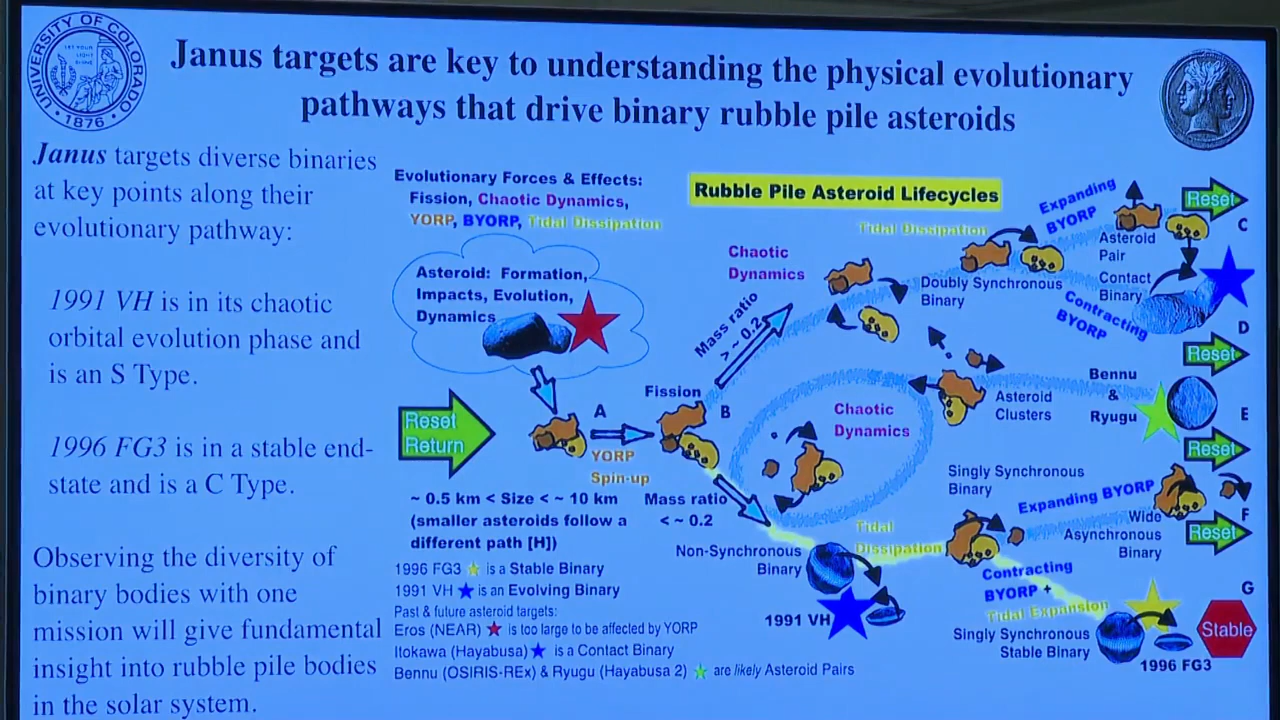 UNIVERSITY OF COLORADO
LET YOUR
LIGHT
SHINE
1876
Janus targets are key to understanding the physical evolutionary
pathways that drive binary rubble pile asteroids
Janus targets diverse binaries
at key points along their
evolutionary pathway:
1991 VH is in its chaotic
orbital evolution phase and
is an S Type.
1996 FG3 is in a stable end-
state and is a C Type.
Observing the diversity of
binary bodies with one
mission will give fundamental
insight into rubble pile bodies
in the solar system.
Evolutionary Forces & Effects:
Fission, Chaotic Dynamics,
YORP, BYORP, Tidal Dissipation
Rubble Pile Asteroid Lifecycles
Asteroid: Formation,
Impacts, Evolution,
Dynamics
Reset
Return
A
YORP
Spin-up
Fission
B
~ 0.5 km < Size < ~ 10 km
(smaller asteroids follow a
different path [H])
Mass ratio
> ~ 0.2
Mass ratio
< ~ 0.2
Chaotic
Dynamics
Tidal Dissipation
Doubly Synchronous
Binary
Expanding
BYORP
Asteroid
Pair
Reset
C
Contact
Binary
Contracting
BYORP
D
Reset
Chaotic
Dynamics
Asteroid
Clusters
Bennu
&
Ryugu
E
Reset
Singly Synchronous
Binary
Expanding BYORP
Wide
Asynchronous
Binary
F
Reset
Non-Synchronous
Binary
Tidal
Dissipation
1991 VH
Contracting
BYORP +
Tidal Expansion
Singly Synchronous
Stable Binary
G
Stable
1996 FG3
1996 FG3 is a Stable Binary
1991 VH is an Evolving Binary
Past & future asteroid targets:
Eros (NEAR) is too large to be affected by YORP
Itokawa (Hayabusa) is a Contact Binary
Bennu (OSIRIS-REx) & Ryugu (Hayabusa 2) are likely Asteroid Pairs